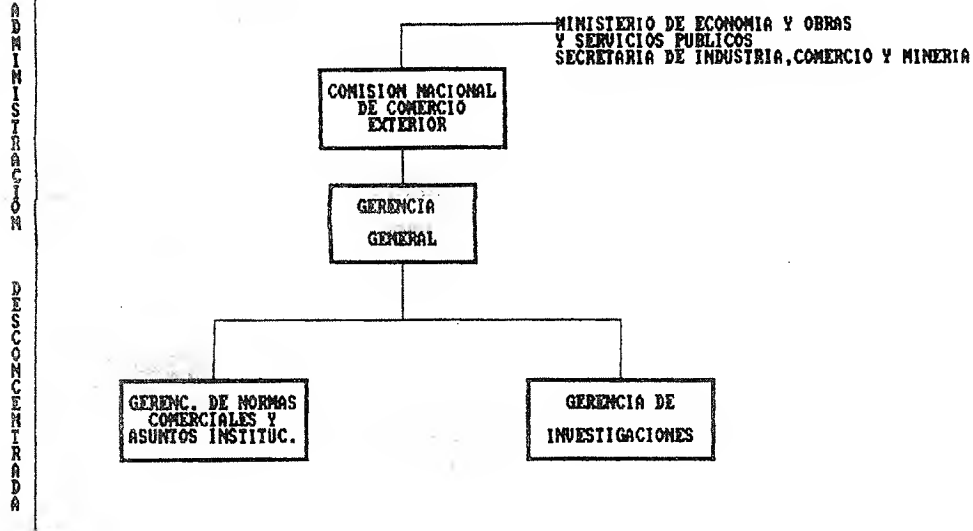 ADMINISTRACION DESCONCENTRADA
MINISTERIO DE ECONOMIA Y OBRAS
Y SERVICIOS PUBLICOS
SECRETARIA DE INDUSTRIA,COMERCIO Y MINERIA
COMISION NACIONAL
DE COMERCIO
EXTERIOR
GERENCIA
GENERAL
GERENC. DE NORMAS
COMERCIALES Y
ASUNTOS INSTITUC.
GERENCIA DE
INVESTIGACIONES